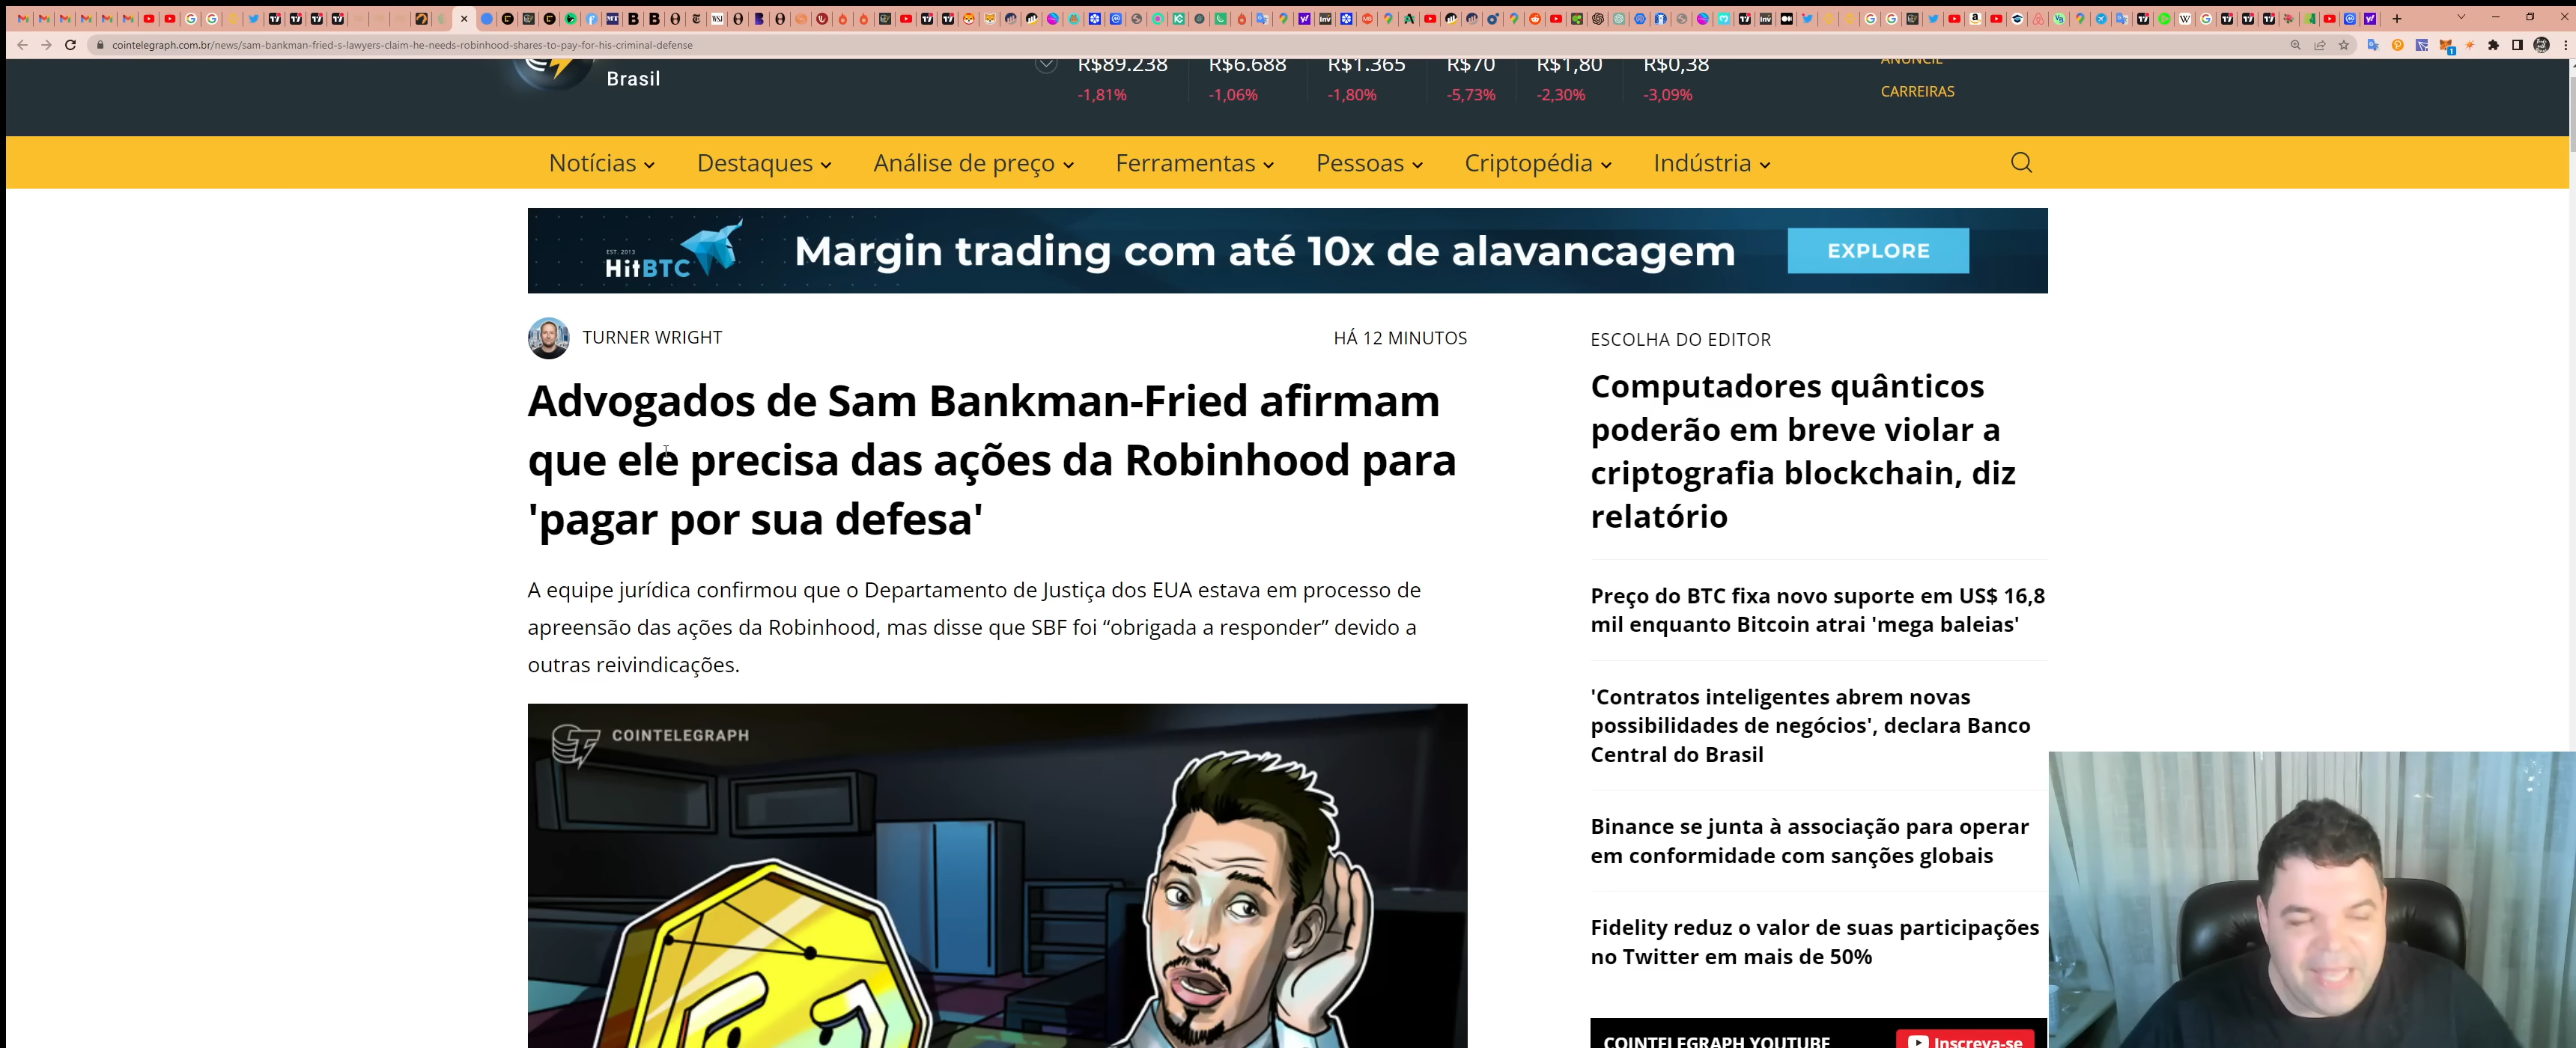 cointelegraph.com.br/news/sam-bankman-fried-s-lawyers-claim-he-needs-robinhood-shares-to-pay-for-his-criminal-defense
Brasil
R$89.238 R$6.688 R$1.365 R$70 R$1,80 R$0,38
-1,81% -1,06% -1,80% -5,73% -2,30% -3,09%
ANUNCIE
CARREIRAS
Notícias Destaques Análise de preço Ferramentas Pessoas Criptopédia Indústria
EST. 2013
HitBTC
Margin trading com até 10x de alavancagem
EXPLORE
TURNER WRIGHT
HÁ 12 MINUTOS
Advogados de Sam Bankman-Fried afirmam
que ele precisa das ações da Robinhood para
'pagar por sua defesa'
A equipe jurídica confirmou que o Departamento de Justiça dos EUA estava em processo de
apreensão das ações da Robinhood, mas disse que SBF foi “obrigada a responder” devido a
outras reivindicações.
COINTELEGRAPH
ESCOLHA DO EDITOR
Computadores quânticos
poderão em breve violar a
criptografia blockchain, diz
relatório
Preço do BTC fixa novo suporte em US$ 16,8
mil enquanto Bitcoin atrai 'mega baleias'
'Contratos inteligentes abrem novas
possibilidades de negócios', declara Banco
Central do Brasil
Binance se junta à associação para operar
em conformidade com sanções globais
Fidelity reduz o valor de suas participações
no Twitter em mais de 50%
COINTELEGRAPH YOUTUBE
Inscreva-se